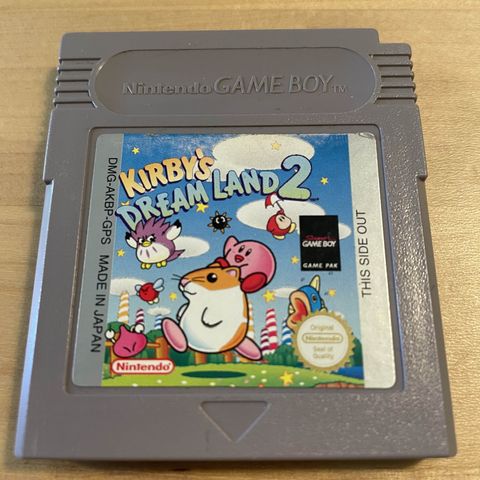 Nintendo GAME BOY TM
KIRBY'S
DREAM LAND 2
DMG-AKBP-GPS MADE IN JAPAN
Super
GAME BOY
GAME PAK
THIS SIDE OUT
Original
Nintendo
Seal of
Quality
Nintendo